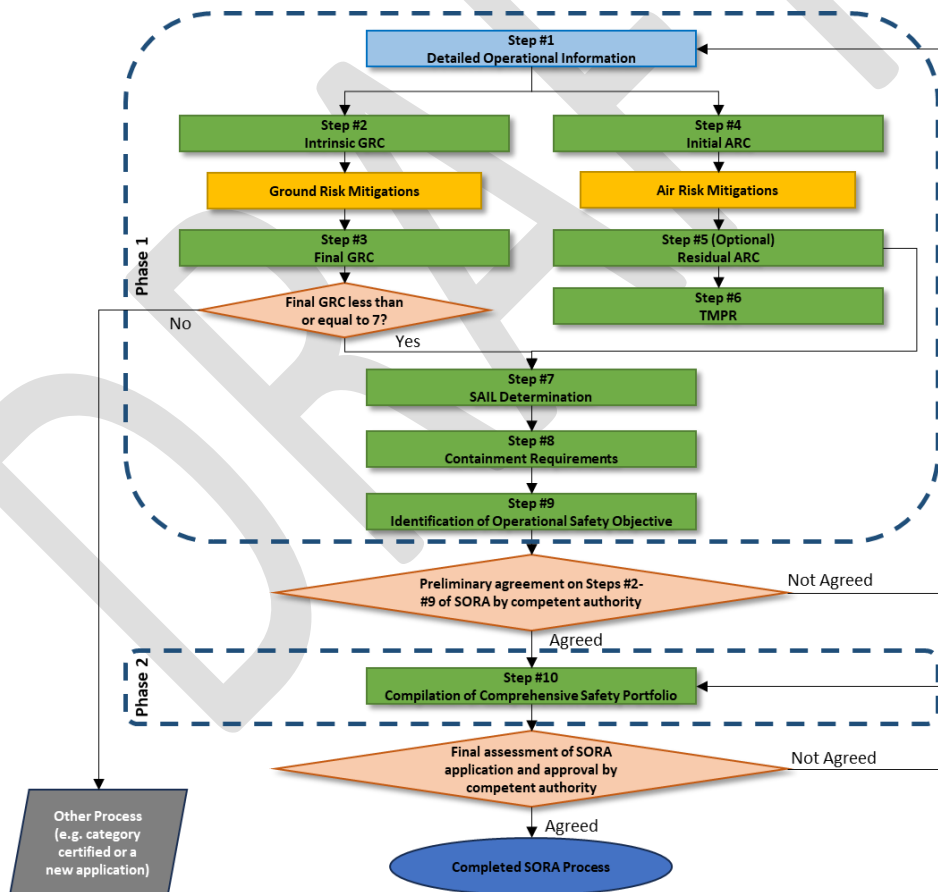 Step #1
Detailed Operational Information
Step #2
Intrinsic GRC
Step #4
Initial ARC
Ground Risk Mitigations
Air Risk Mitigations
Step #3
Final GRC
Step #5 (Optional)
Residual ARC
Phase 1
Final GRC less than
or equal to 7?
No
Yes
Step #6
TMPR
Step #7
SAIL Determination
Step #8
Containment Requirements
Step #9
Identification of Operational Safety Objective
Preliminary agreement on Steps #2-
#9 of SORA by competent authority
Not Agreed
Agreed
Phase 2
Step #10
Compilation of Comprehensive Safety Portfolio
Final assessment of SORA
application and approval by
competent authority
Not Agreed
Agreed
Other Process
(e.g. category
certified or a
new application)
Completed SORA Process
DRAFT